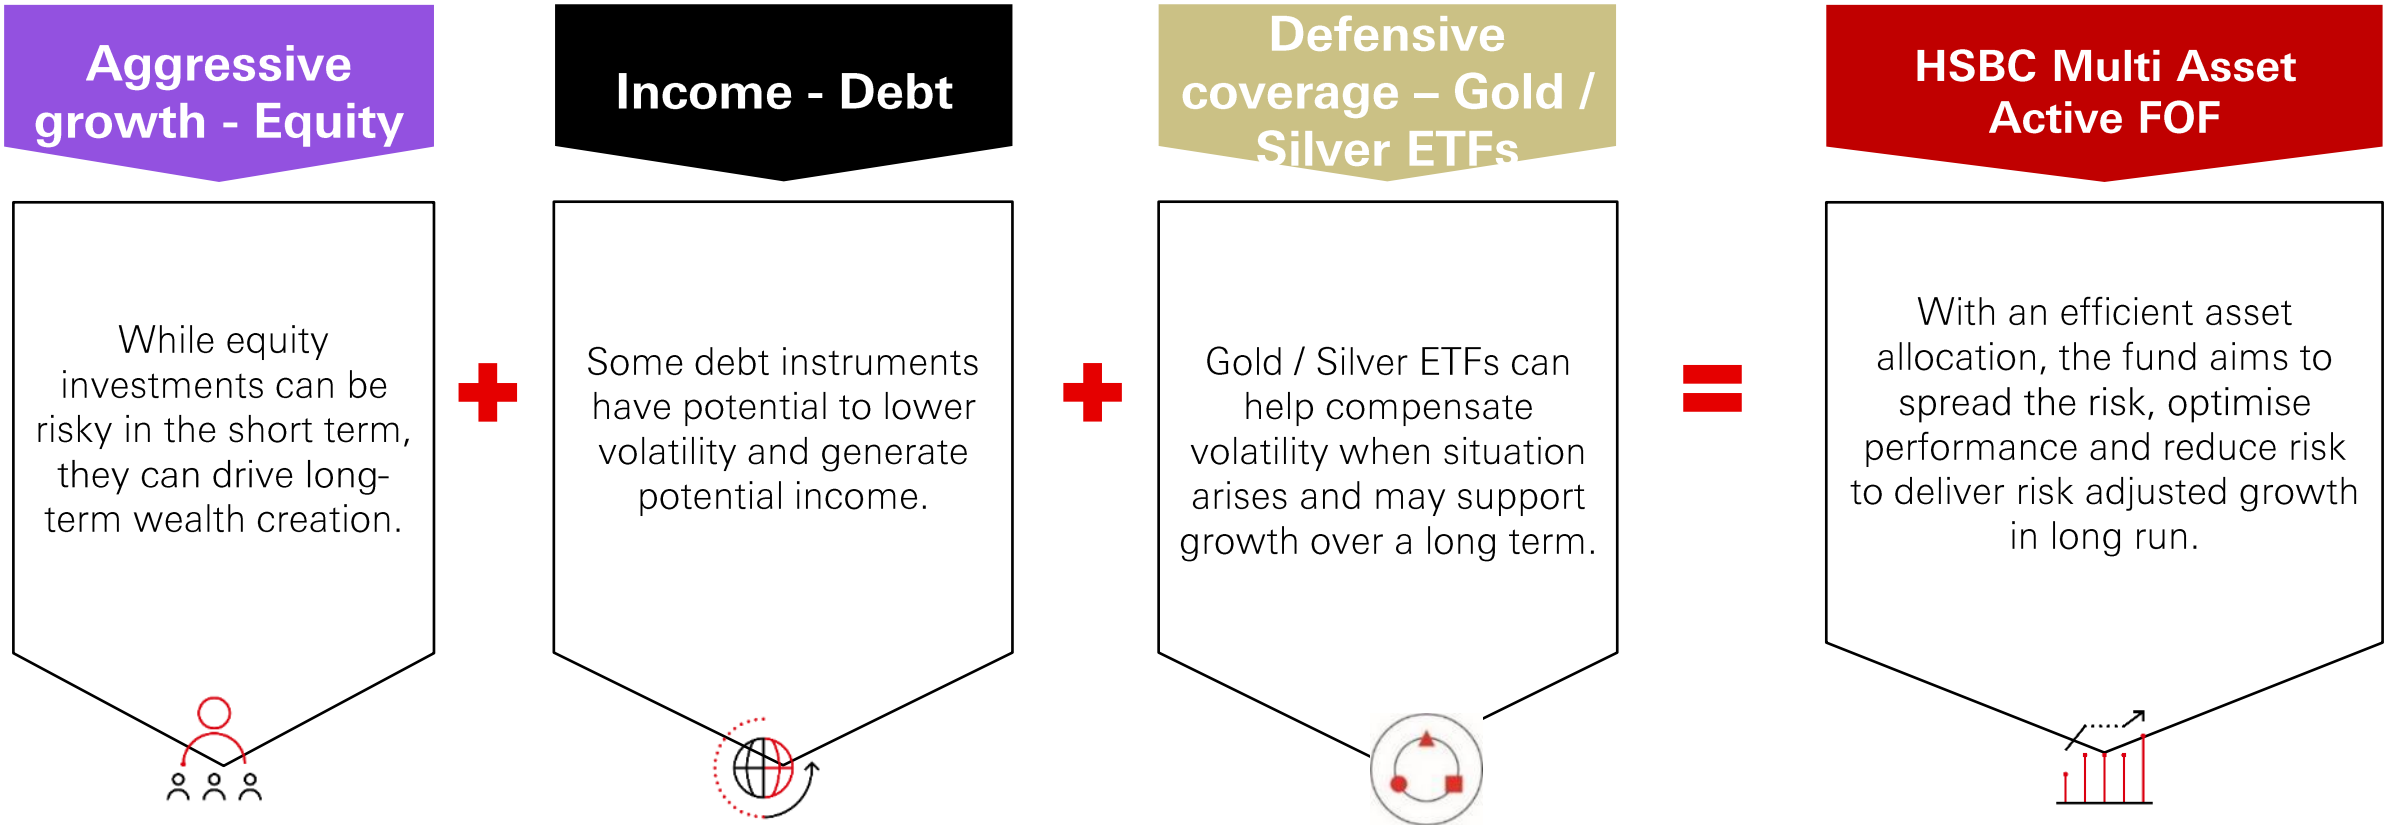 Aggressive
growth - Equity
While equity
investments can be
risky in the short term,
they can drive long-
term wealth creation.
Income - Debt
Some debt instruments
have potential to lower
volatility and generate
potential income.
Defensive
coverage – Gold /
Silver ETFs
Gold / Silver ETFs can
help compensate
volatility when situation
arises and may support
growth over a long term.
HSBC Multi Asset
Active FOF
With an efficient asset
allocation, the fund aims to
spread the risk, optimise
performance and reduce risk
to deliver risk adjusted growth
in long run.